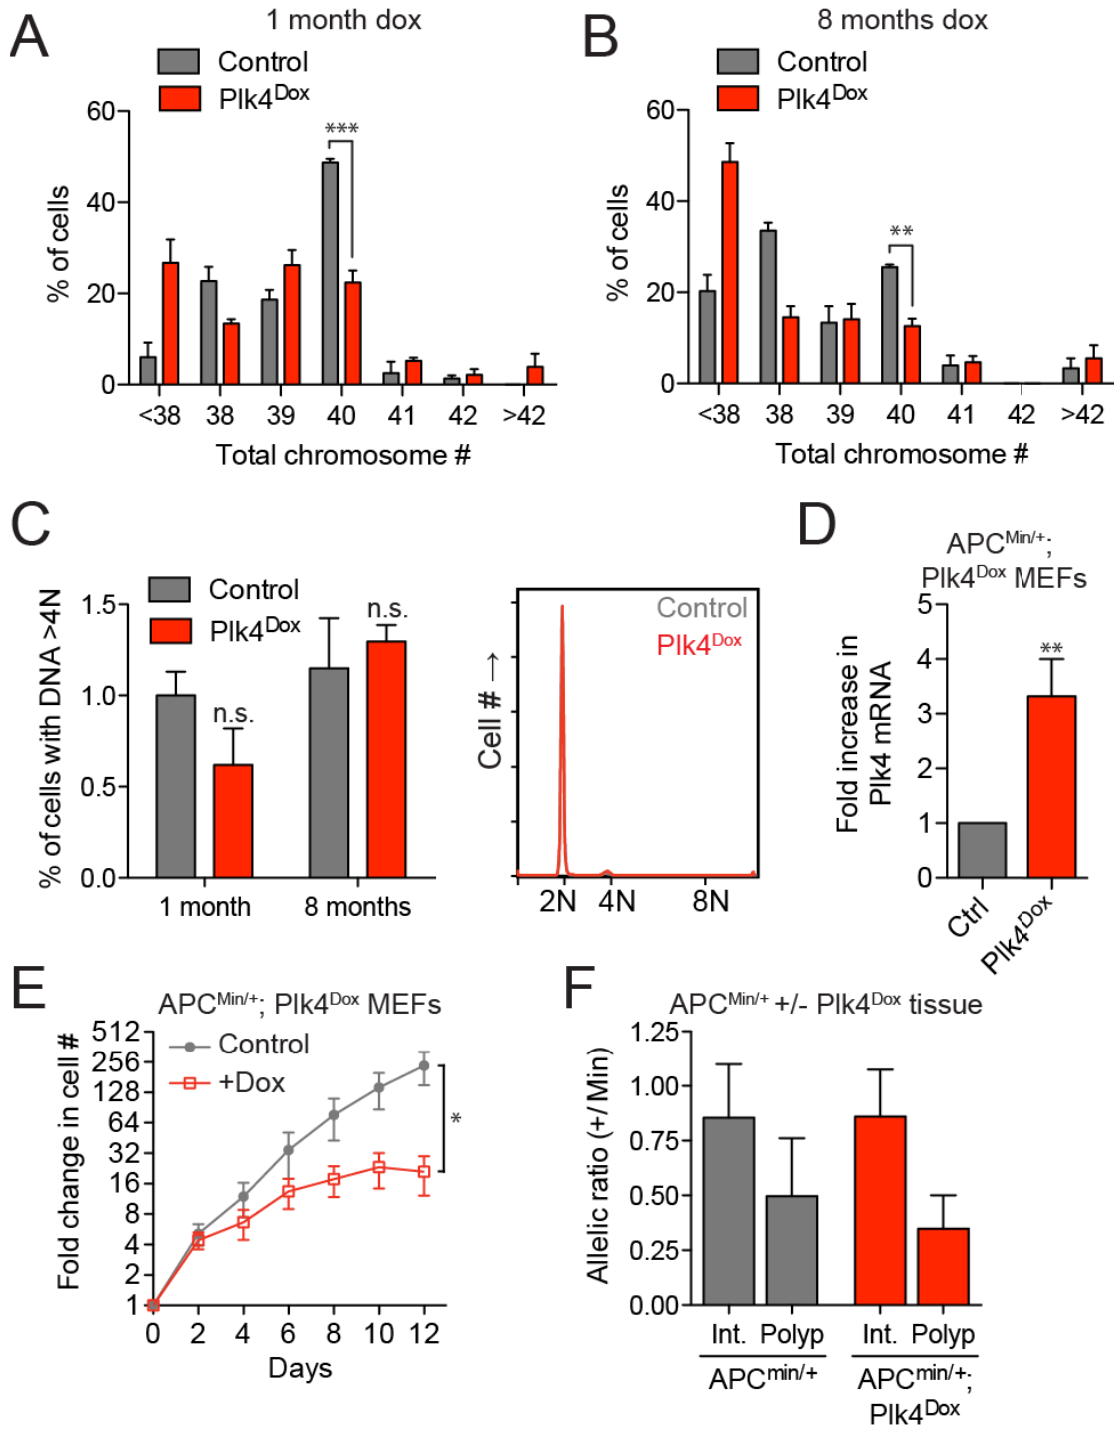 A
1 month dox
Control
Plk4Dox
% of cells
60
40
20
0
***
<38 38 39 40 41 42 >42
Total chromosome #
B
8 months dox
Control
Plk4Dox
% of cells
60
40
20
0
**
<38 38 39 40 41 42 >42
Total chromosome #
C
Control
Plk4Dox
% of cells with DNA >4N
1.5
1.0
0.5
0.0
n.s.
n.s.
1 month 8 months
Control
Plk4Dox
Cell # →
2N 4N 8N
D
APCMin/+;
Plk4Dox MEFs
Fold increase in
Plk4 mRNA
5
4
3
2
1
0
**
Ctrl
Plk4Dox
E
APCMin/+; Plk4Dox MEFs
Control
+Dox
Fold change in cell #
512
256
128
64
32
16
8
4
2
1
*
0 2 4 6 8 10 12
Days
F
APCMin/+ +/- Plk4Dox tissue
Allelic ratio (+/Min)
1.25
1.00
0.75
0.50
0.25
0.00
Int. Polyp Int. Polyp
APCmin/+
APCmin/+;
Plk4Dox